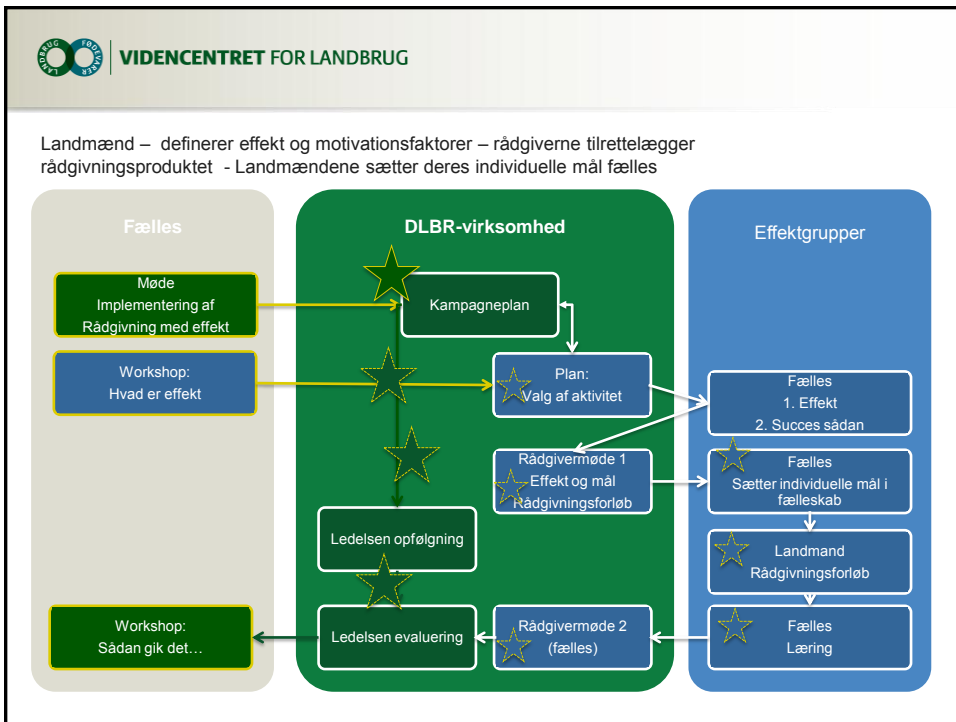 LANDBRUG FØDEVARER
VIDENCENTRET FOR LANDBRUG
Landmænd – definerer effekt og motivationsfaktorer – rådgiverne tilrettelægger
rådgivningsproduktet - Landmændene sætter deres individuelle mål fælles
Fælles
DLBR-virksomhed
Effektgrupper
Møde
Implementering af
Rådgivning med effekt
Kampagneplan
Workshop:
Hvad er effekt
Plan:
Valg af aktivitet
Fælles
1. Effekt
2. Succes sådan
Rådgivermøde 1
Effekt og mål
Rådgivningsforløb
Fælles
Sætter individuelle mål i
fælleskab
Ledelsen opfølgning
Landmand
Rådgivningsforløb
Workshop:
Sådan gik det…
Ledelsen evaluering
Rådgivermøde 2
(fælles)
Fælles
Læring